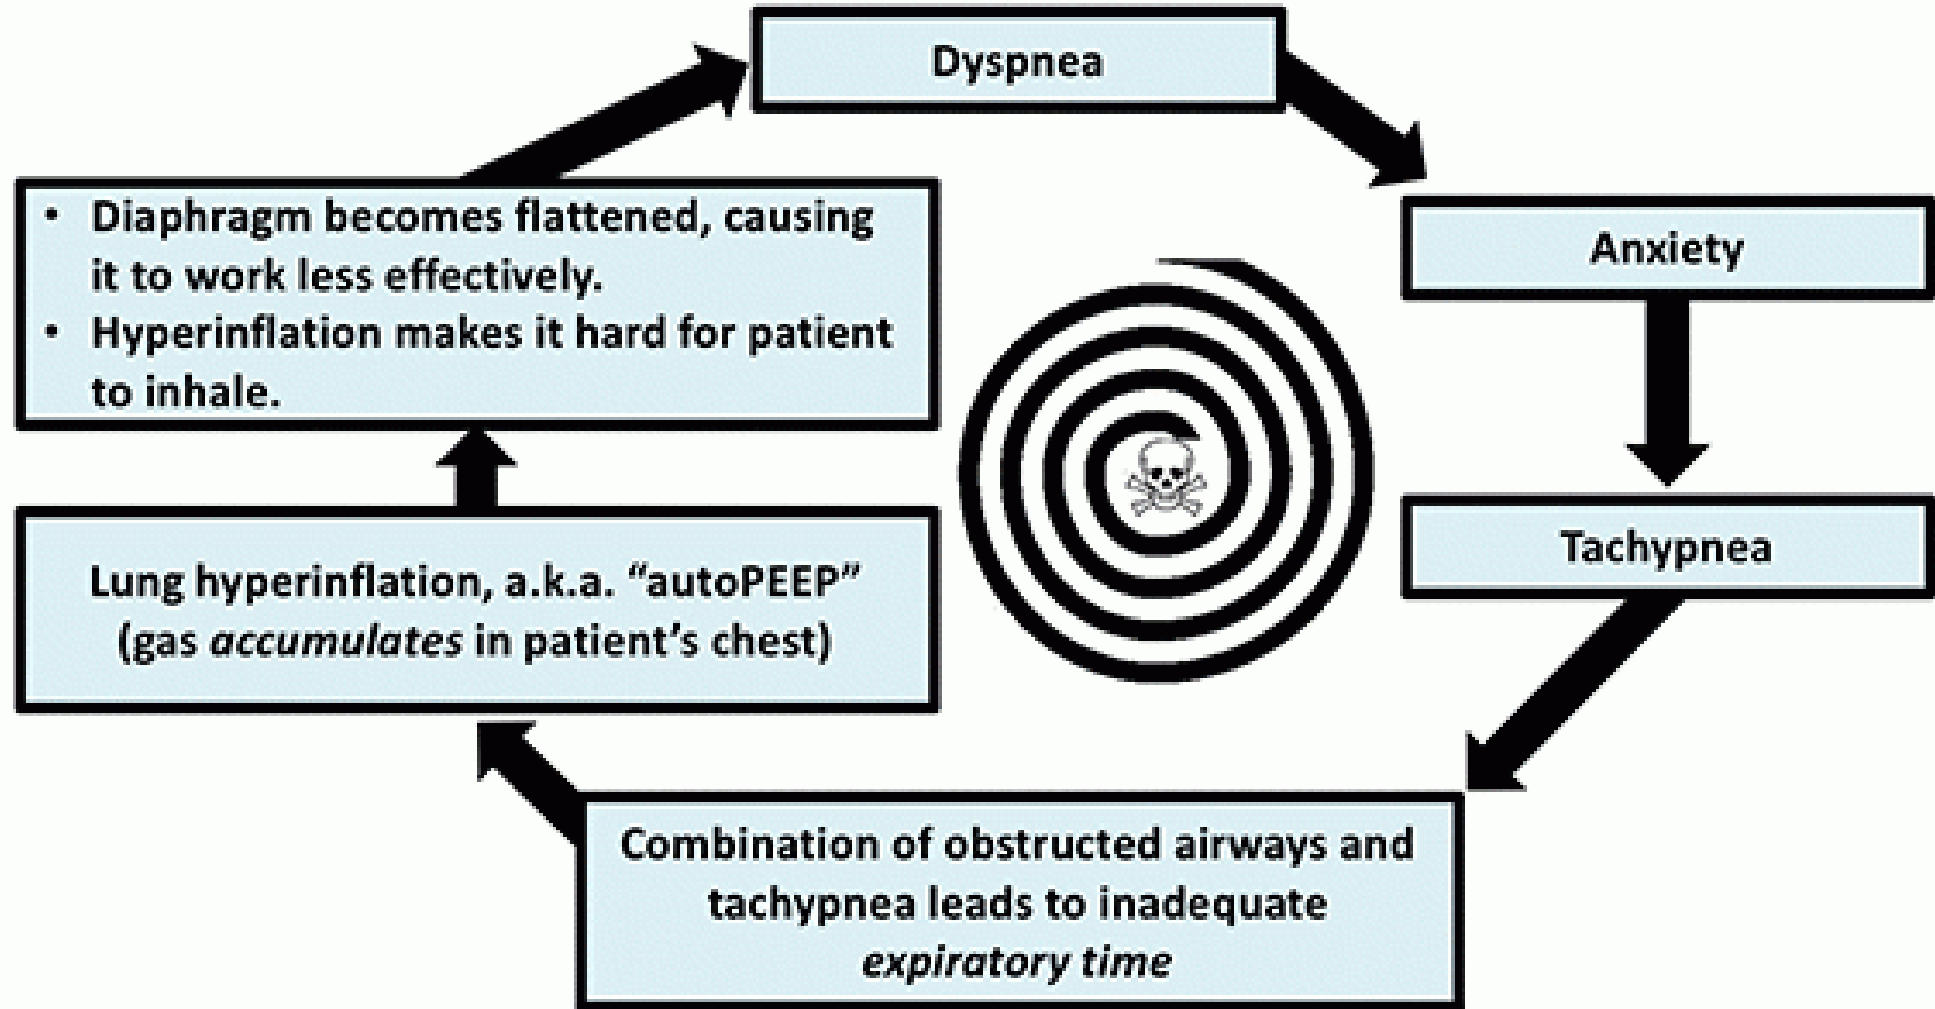 Dyspnea
Anxiety
Tachypnea
Combination of obstructed airways and
tachypnea leads to inadequate
expiratory time
Lung hyperinflation, a.k.a. “autoPEEP”
(gas accumulates in patient’s chest)
• Diaphragm becomes flattened, causing
it to work less effectively.
• Hyperinflation makes it hard for patient
to inhale.